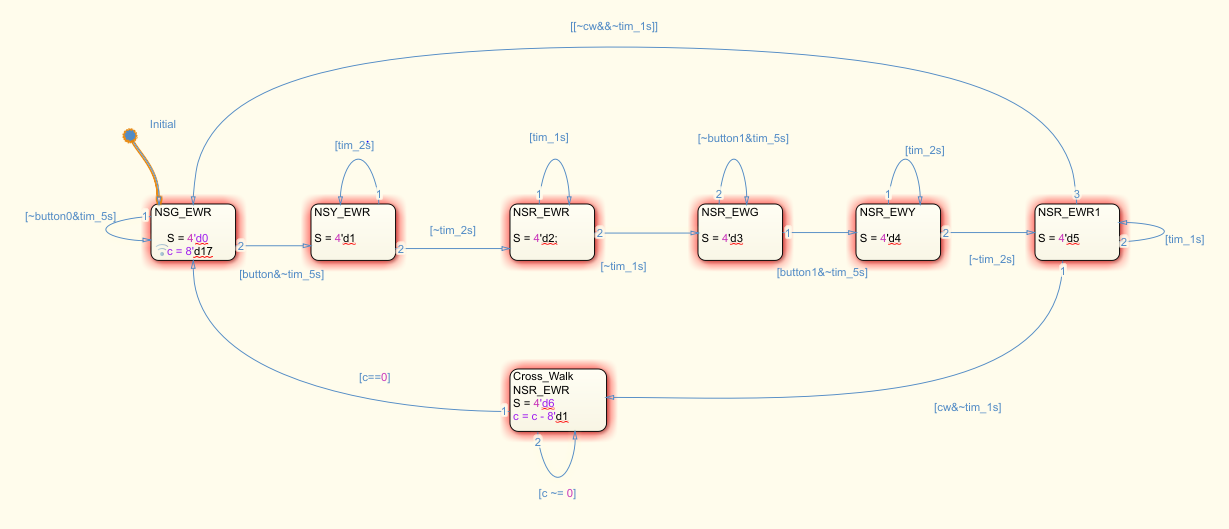 [[~cw&&~tim_1s]]
Initial
[tim_2s]
[tim_1s]
[~button1&tim_5s]
[tim_2s]
1
1
2
1
3
[~button0&tim_5s]
1
NSG_EWR
S = 4'd0
c = 8'd17
2
[button&~tim_5s]
NSY_EWR
S = 4'd1
2
[~tim_2s]
NSR_EWR
S = 4'd2;
2
[~tim_1s]
NSR_EWG
S = 4'd3
1
[button1&~tim_5s]
NSR_EWY
S = 4'd4
2
[~tim_2s]
NSR_EWR1
S = 4'd5
2
[tim_1s]
1
[c==0]
Cross_Walk
NSR_EWR
S = 4'd6
c = c - 8'd1
1
2
[cw&~tim_1s]
[c ~= 0]